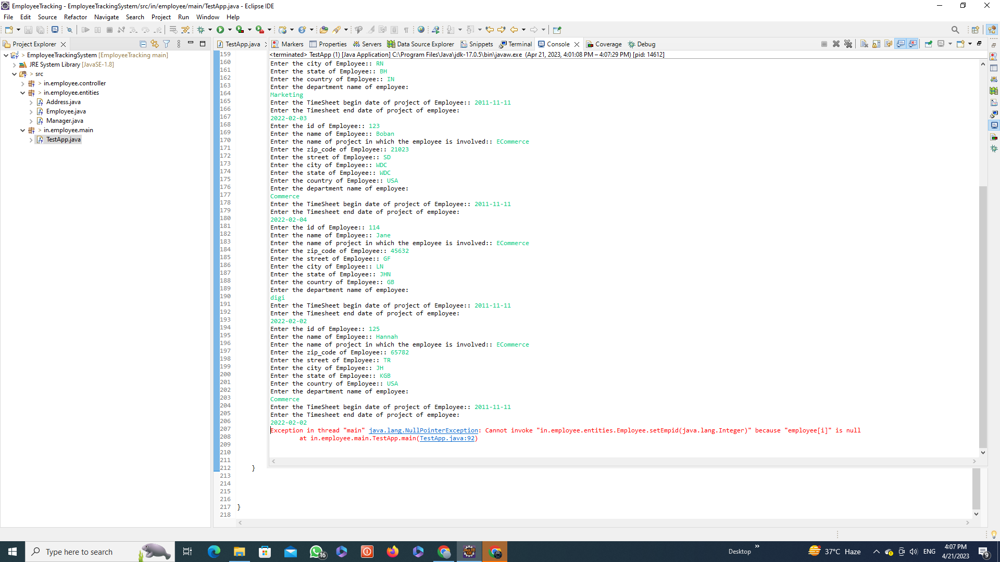 EmployeeTracking - EmployeeTrackingSystem/src/in/employee/main/TestApp.java - Eclipse IDE
File Edit Source Refactor Navigate Search Project Run Window Help
Project Explorer
EmployeeTrackingSystem [EmployeeTracking main]
JRE System Library [JavaSE-1.8]
> src
> in.employee.controller
> in.employee.entities
Address.java
Employee.java
Manager.java
> in.employee.main
TestApp.java
TestApp.java
Markers Properties Servers Data Source Explorer Snippets Terminal Console Coverage Debug
<terminated> TestApp (1) [Java Application] C:\Program Files\Java\jdk-17.0.5\bin\javaw.exe (Apr 21, 2023, 4:01:08 PM – 4:07:29 PM) [pid: 14612]
159
160
161
162
163
164
165
166
167
168
169
170
171
172
173
174
175
176
177
178
179
180
181
182
183
184
185
186
187
188
189
190
191
192
193
194
195
196
197
198
199
200
201
202
203
204
205
206
207
208
209
210
211
212 }
213
214
215
216
217 }
218
Enter the city of Employee:: RN
Enter the state of Employee:: BH
Enter the country of Employee:: IN
Enter the department name of employee:
Marketing
Enter the TimeSheet begin date of project of Employee:: 2011-11-11
Enter the Timesheet end date of project of employee:
2022-02-03
Enter the id of Employee:: 123
Enter the name of Employee:: Boban
Enter the name of project in which the employee is involved:: ECommerce
Enter the zip_code of Employee:: 21023
Enter the street of Employee:: SD
Enter the city of Employee:: WDC
Enter the state of Employee:: WDC
Enter the country of Employee:: USA
Enter the department name of employee:
Commerce
Enter the TimeSheet begin date of project of Employee:: 2011-11-11
Enter the Timesheet end date of project of employee:
2022-02-04
Enter the id of Employee:: 114
Enter the name of Employee:: Jane
Enter the name of project in which the employee is involved:: ECommerce
Enter the zip_code of Employee:: 45632
Enter the street of Employee:: GF
Enter the city of Employee:: LN
Enter the state of Employee:: JHN
Enter the country of Employee:: GB
Enter the department name of employee:
digi
Enter the TimeSheet begin date of project of Employee:: 2011-11-11
Enter the Timesheet end date of project of employee:
2022-02-02
Enter the id of Employee:: 125
Enter the name of Employee:: Hannah
Enter the name of project in which the employee is involved:: ECommerce
Enter the zip_code of Employee:: 65782
Enter the street of Employee:: TR
Enter the city of Employee:: JH
Enter the state of Employee:: KGB
Enter the country of Employee:: USA
Enter the department name of employee:
Commerce
Enter the TimeSheet begin date of project of Employee:: 2011-11-11
Enter the Timesheet end date of project of employee:
2022-02-02
Exception in thread "main" java.lang.NullPointerException: Cannot invoke "in.employee.entities.Employee.setEmpid(java.lang.Integer)" because "employee[i]" is null
at in.employee.main.TestApp.main(TestApp.java:92)
Type here to search
16
Desktop
37°C Haze
ENG
4:07 PM
4/21/2023
9